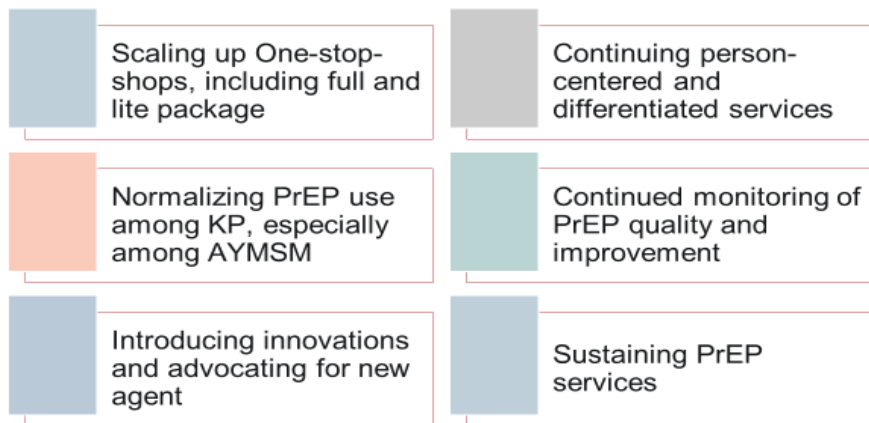 Scaling up One-stop-
shops, including full and
lite package
Continuing person-
centered and
differentiated services
Normalizing PrEP use
among KP, especially
among AYMSM
Continued monitoring of
PrEP quality and
improvement
Introducing innovations
and advocating for new
agent
Sustaining PrEP
services